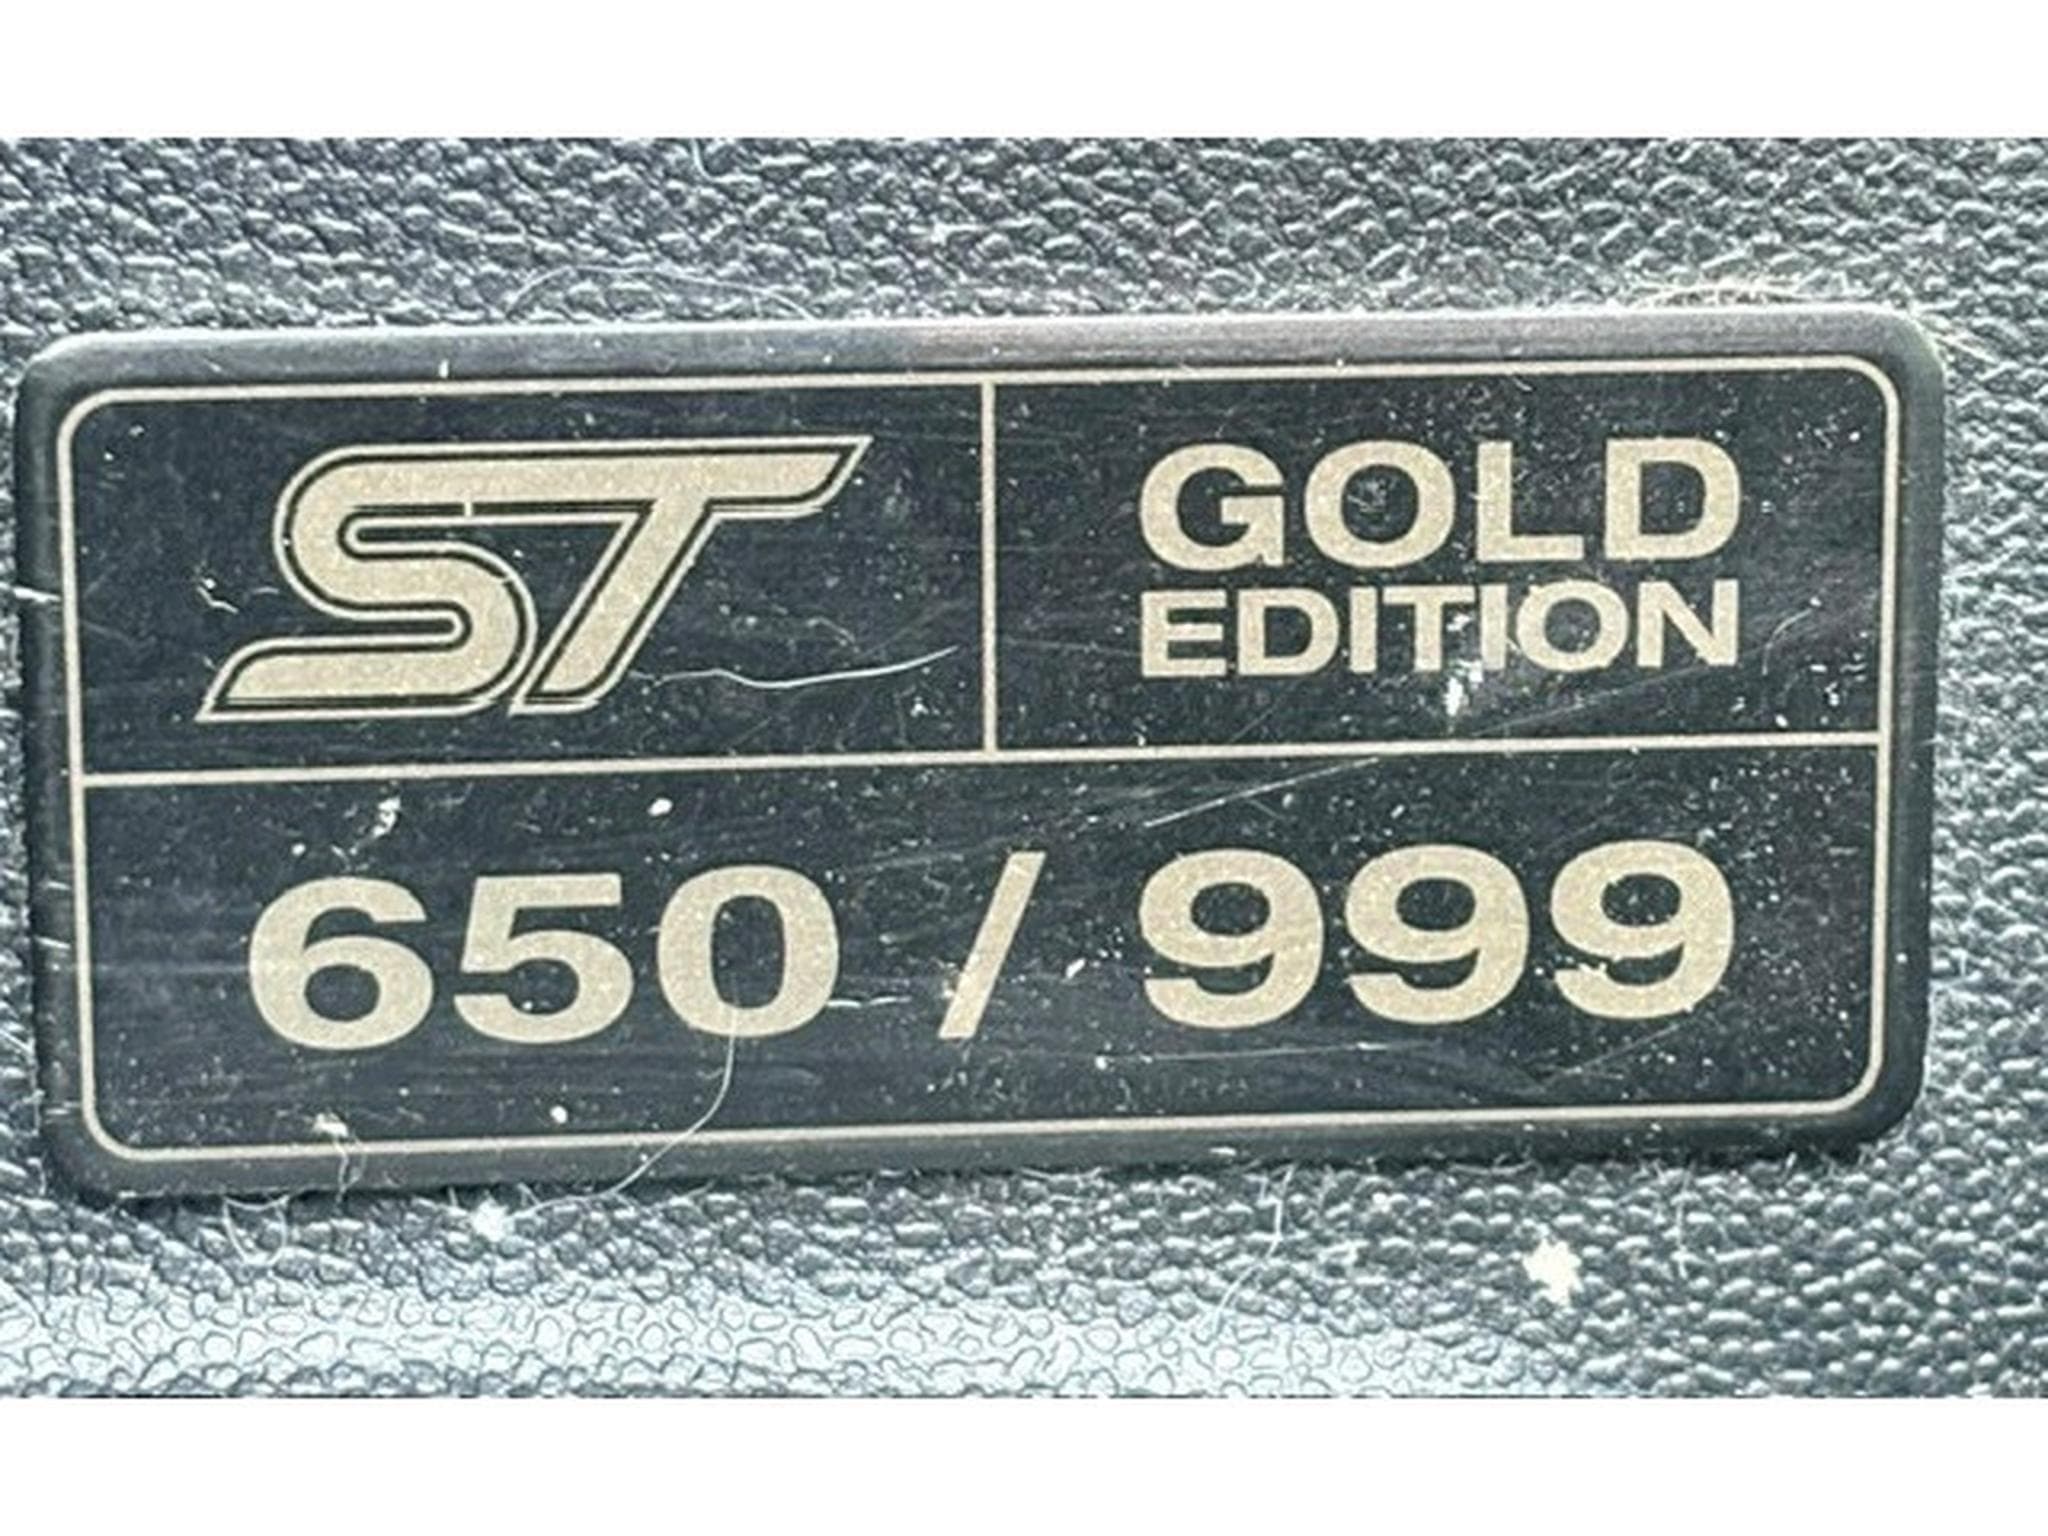 ST
GOLD
EDITION
650 / 999